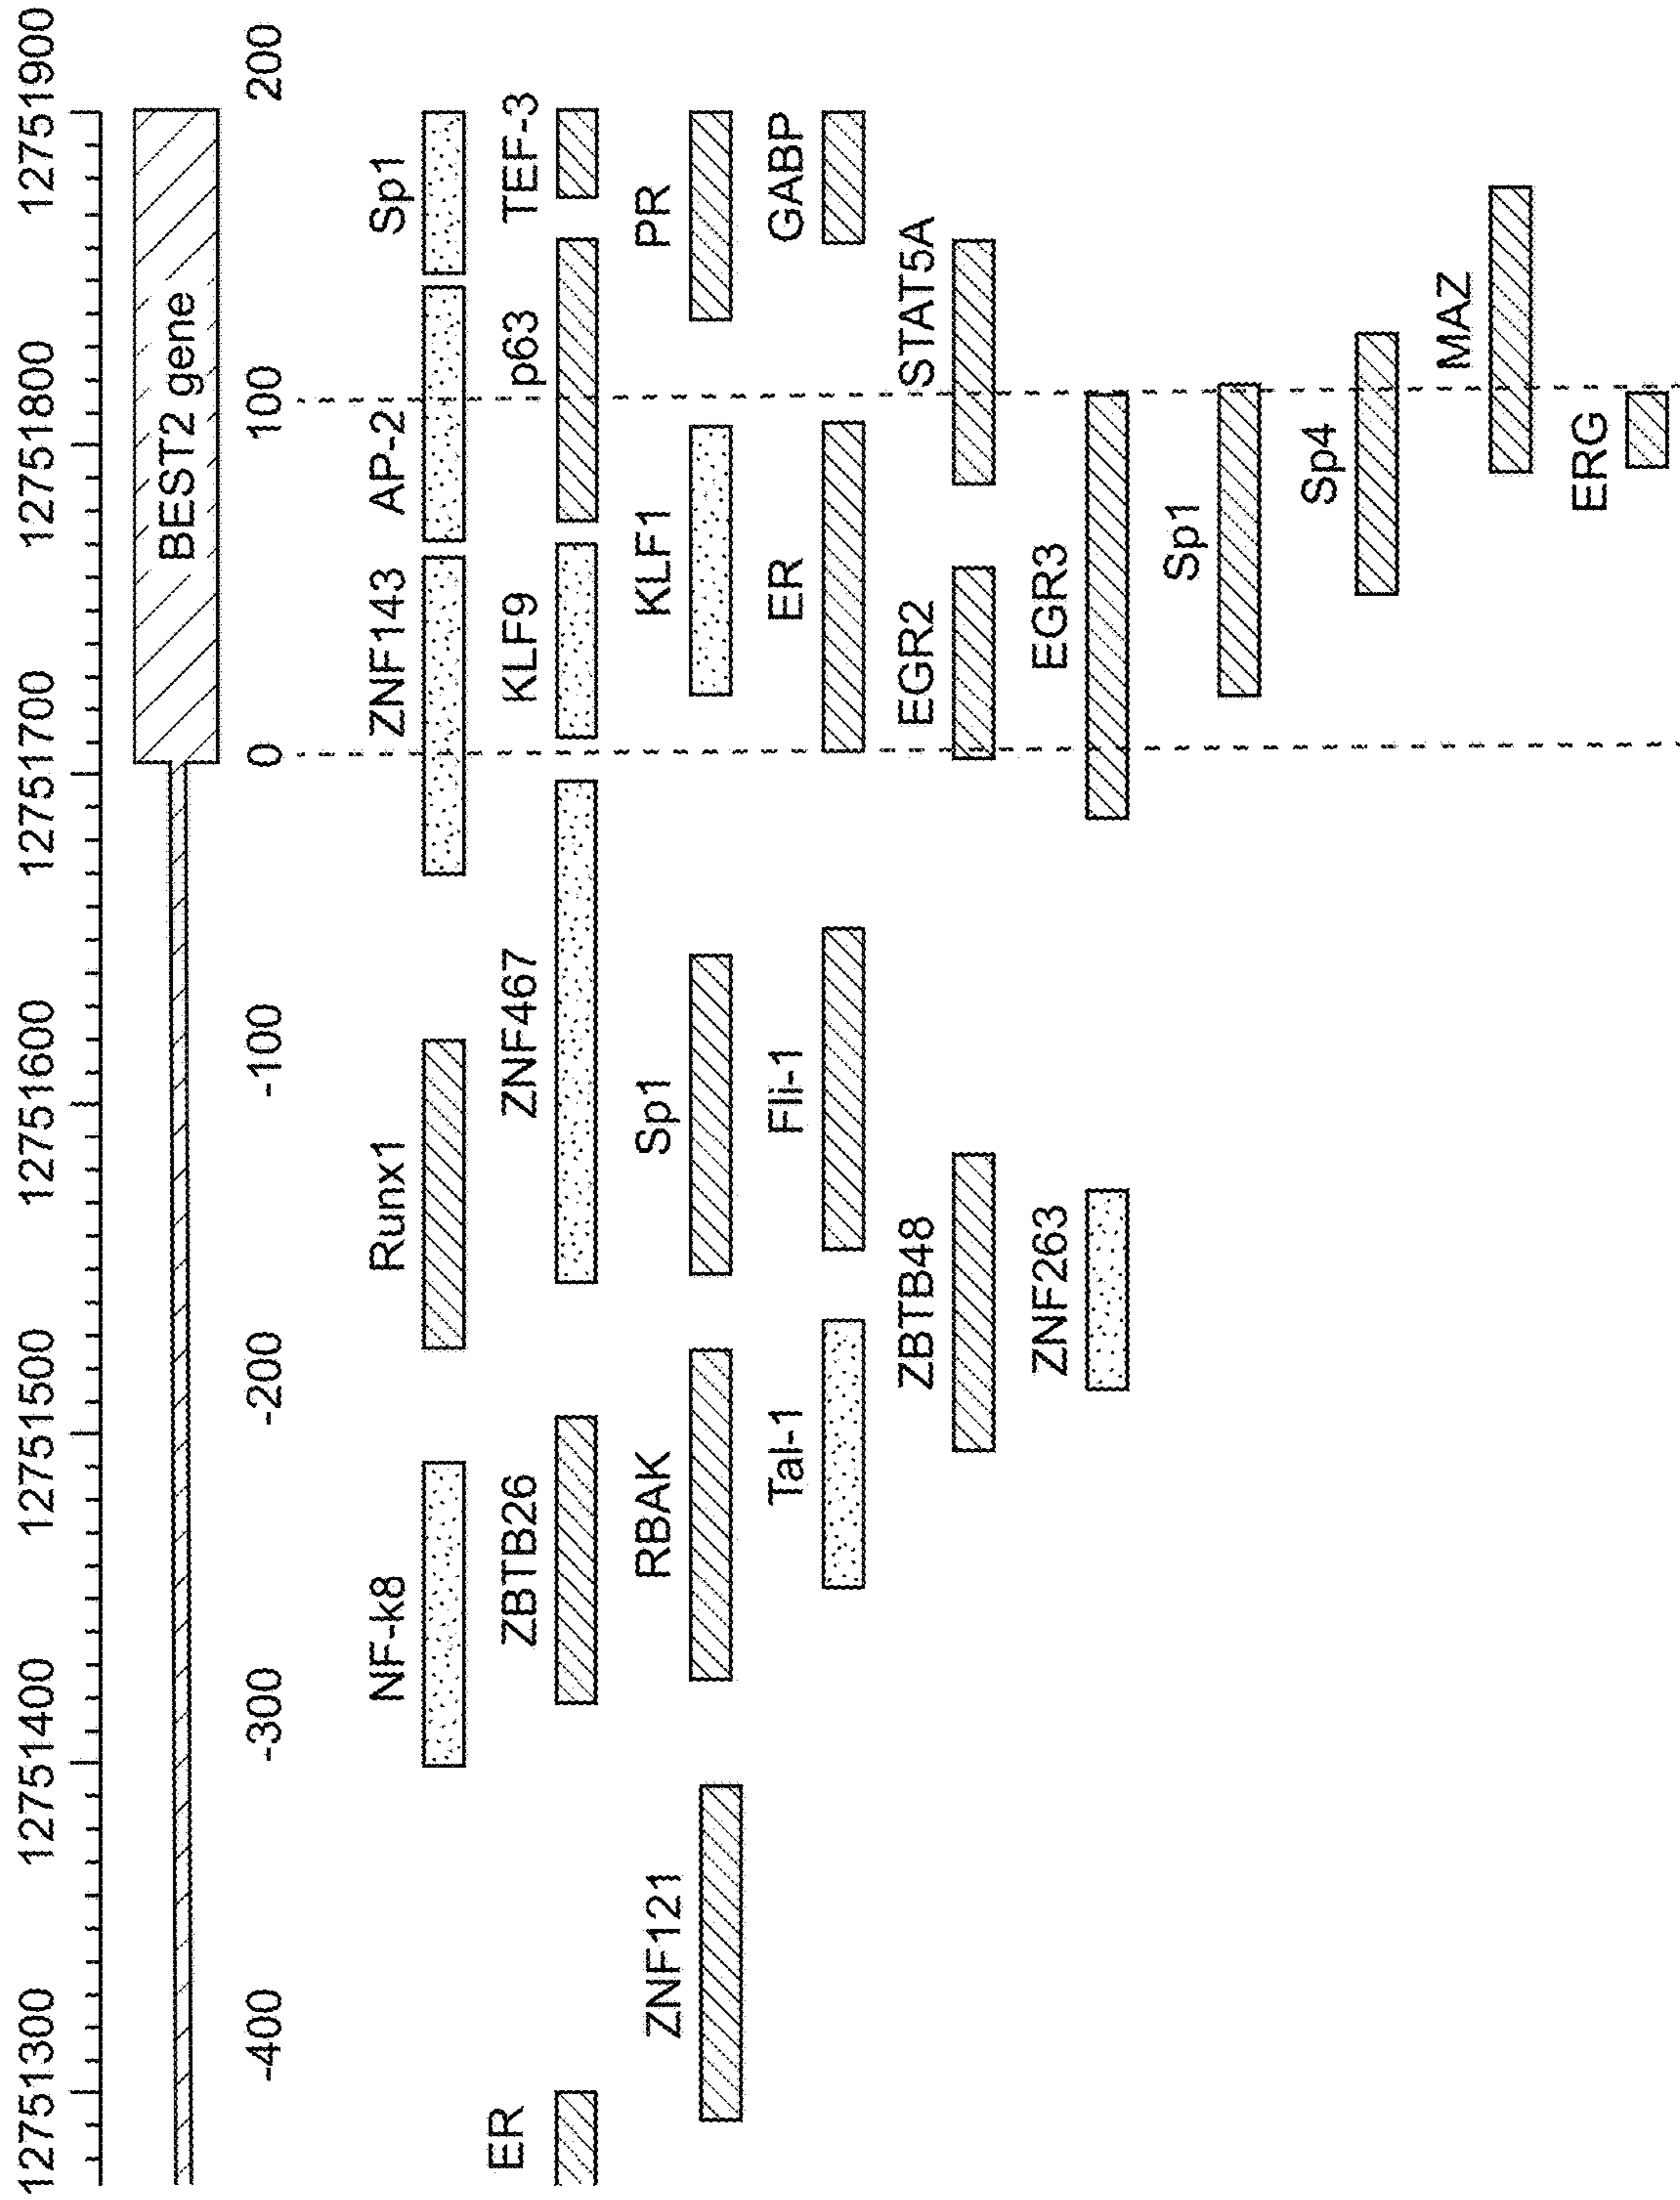 12751300 12751400 12751500 12751600 12751700 12751800 12751900
BEST2 gene
-400 -300 -200 -100 0 100 200
NF-k8 Runx1 ZNF143 AP-2 Sp1
ER ZBTB26 ZNF467 KLF9 p63 TEF-3
ZNF121 RBAK Sp1 KLF1 PR
Tal-1 Fli-1 ER GABP
ZBTB48 EGR2 STAT5A
ZNF263 EGR3
Sp1
Sp4
MAZ
ERG